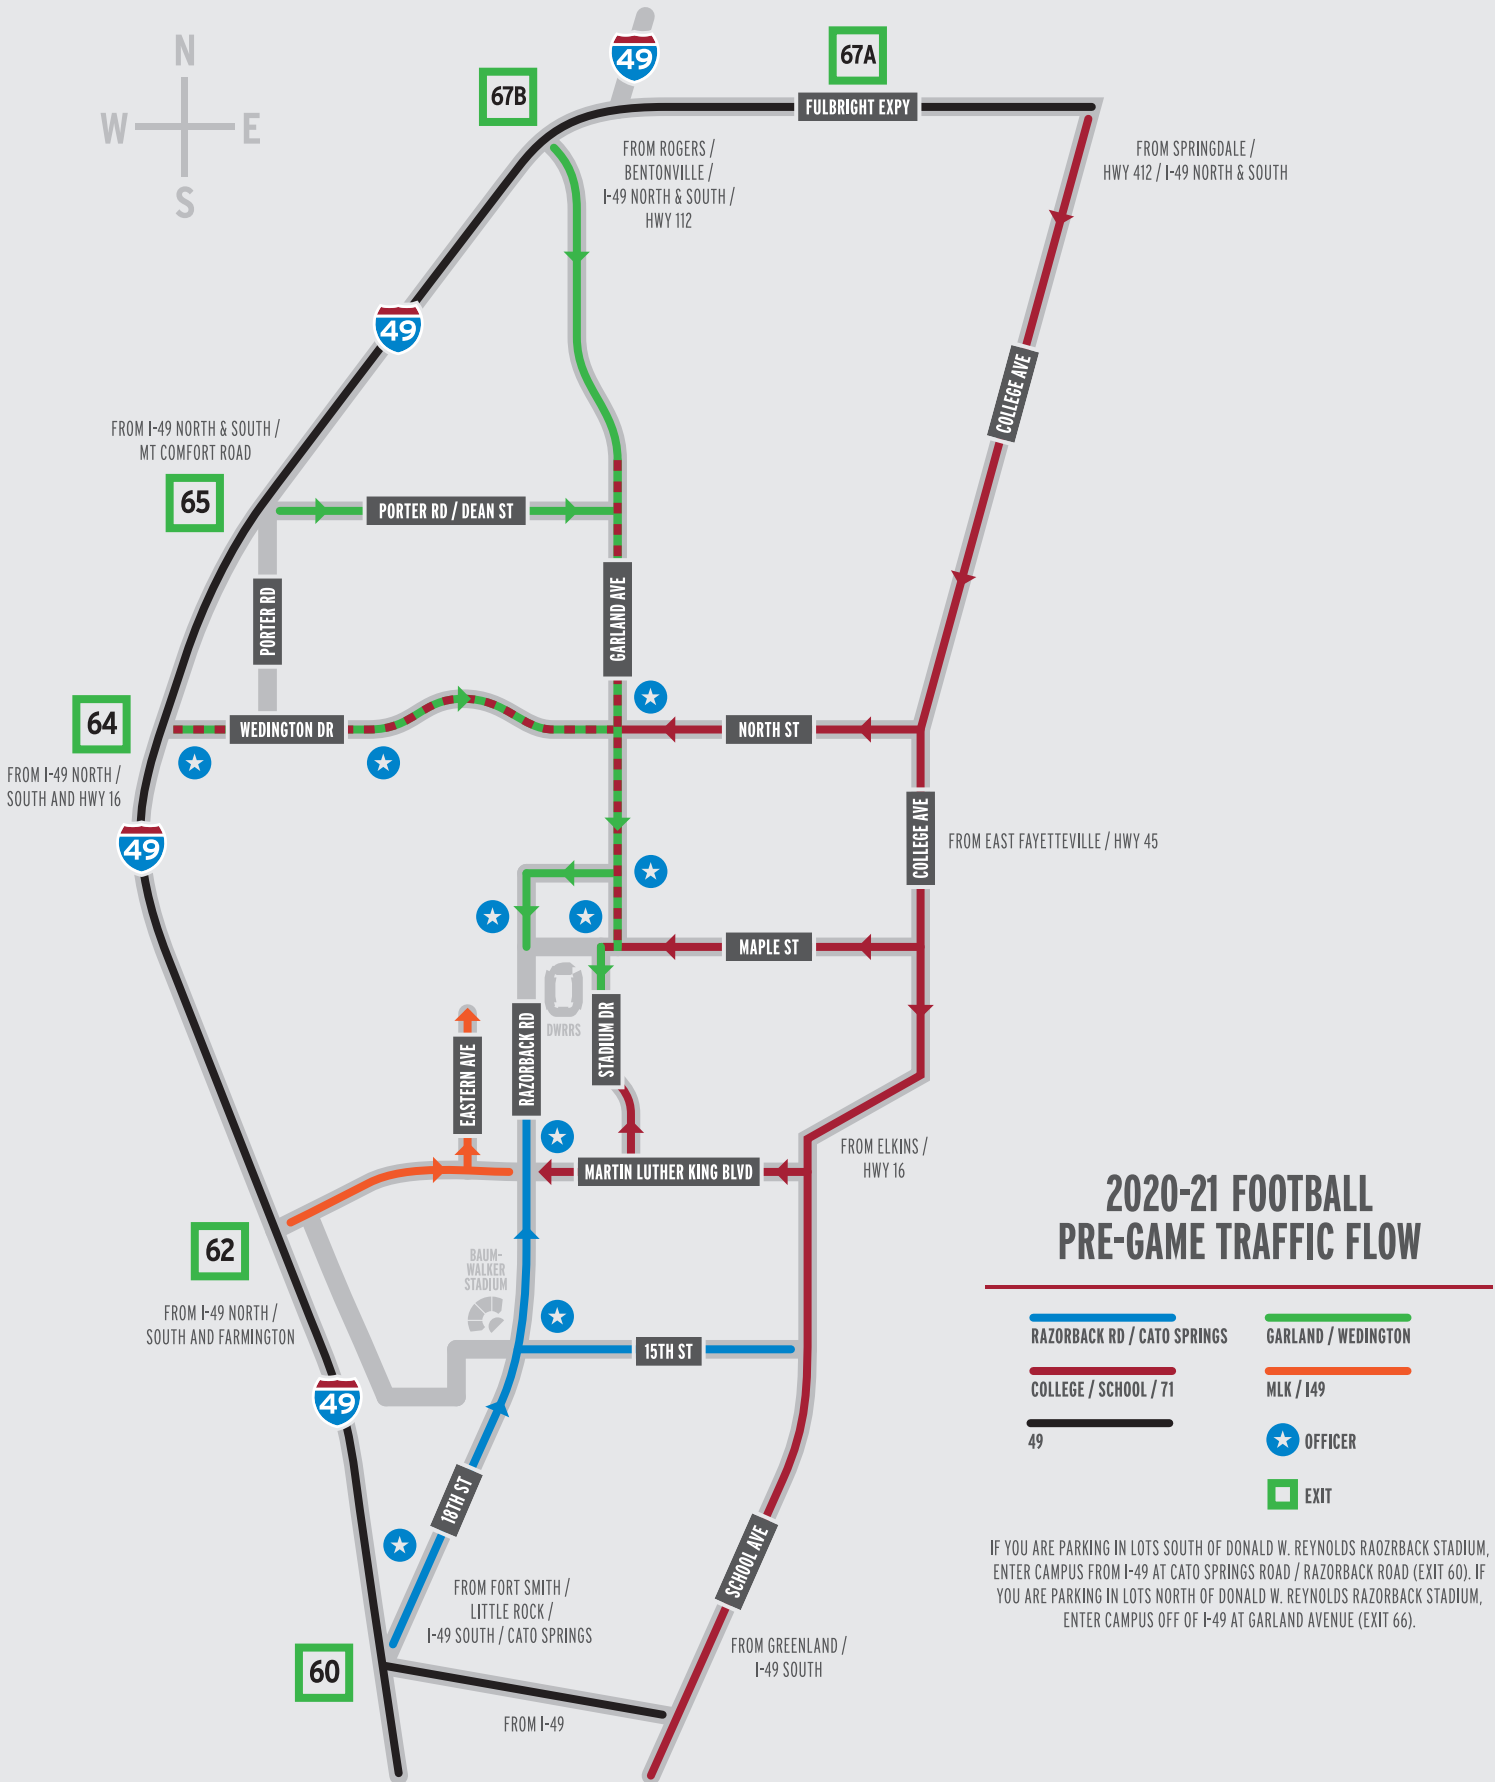 N
W
E
S
49
67A
67B
FULBRIGHT EXPY
FROM ROGERS /
BENTONVILLE /
I-49 NORTH & SOUTH /
HWY 112
FROM SPRINGDALE /
HWY 412 / I-49 NORTH & SOUTH
49
COLLEGE AVE
FROM I-49 NORTH & SOUTH /
MT COMFORT ROAD
65
PORTER RD / DEAN ST
PORTER RD
GARLAND AVE
64
WEDINGTON DR
NORTH ST
FROM I-49 NORTH /
SOUTH AND HWY 16
49
COLLEGE AVE
FROM EAST FAYETTEVILLE / HWY 45
MAPLE ST
DWRRS
EASTERN AVE
RAZORBACK RD
STADIUM DR
FROM ELKINS /
HWY 16
MARTIN LUTHER KING BLVD
62
FROM I-49 NORTH /
SOUTH AND FARMINGTON
BAUM-
WALKER
STADIUM
15TH ST
49
18TH ST
SCHOOL AVE
FROM FORT SMITH /
LITTLE ROCK /
I-49 SOUTH / CATO SPRINGS
FROM GREENLAND /
I-49 SOUTH
60
FROM I-49
2020-21 FOOTBALL
PRE-GAME TRAFFIC FLOW
RAZORBACK RD / CATO SPRINGS
GARLAND / WEDINGTON
COLLEGE / SCHOOL / 71
MLK / I49
49
OFFICER
EXIT
IF YOU ARE PARKING IN LOTS SOUTH OF DONALD W. REYNOLDS RAOZRBACK STADIUM,
ENTER CAMPUS FROM I-49 AT CATO SPRINGS ROAD / RAZORBACK ROAD (EXIT 60). IF
YOU ARE PARKING IN LOTS NORTH OF DONALD W. REYNOLDS RAZORBACK STADIUM,
ENTER CAMPUS OFF OF I-49 AT GARLAND AVENUE (EXIT 66).